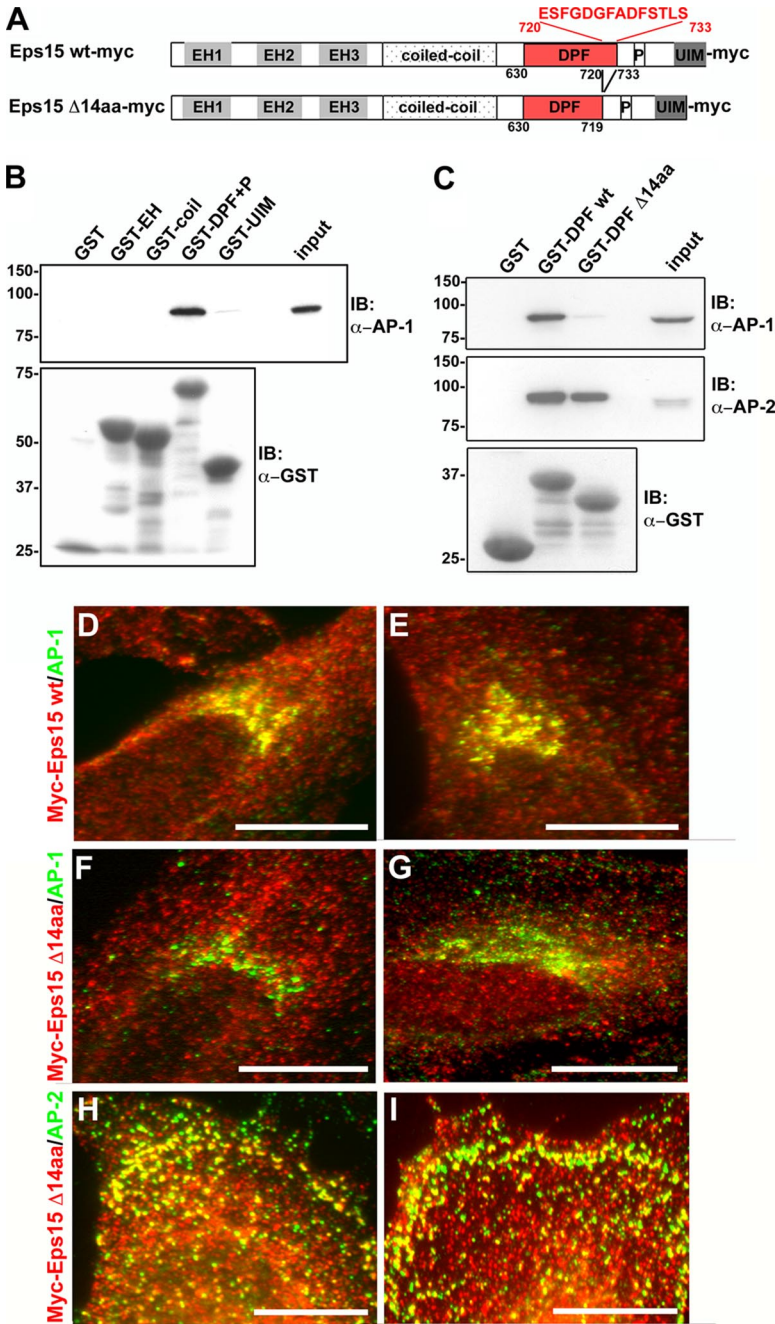 A
ESFGDGFADFSTLS
720 733
Eps15 wt-myc EH1 EH2 EH3 coiled-coil DPF P UIM -myc
630 720 733
Eps15 Δ14aa-myc EH1 EH2 EH3 coiled-coil DPF P UIM -myc
630 719
B
GST GST-EH GST-coil GST-DPF+P GST-UIM input
150-
100-
75-
IB:
α-AP-1
75-
50-
37-
25-
IB:
α-GST
C
GST GST-DPF wt GST-DPF Δ14aa input
150-
100-
75-
IB:
α-AP-1
150-
100-
75-
IB:
α-AP-2
37-
25-
IB:
α-GST
Myc-Eps15 wt/AP-1
D
E
Myc-Eps15 Δ14aa/AP-1
F
G
Myc-Eps15 Δ14aa/AP-2
H
I